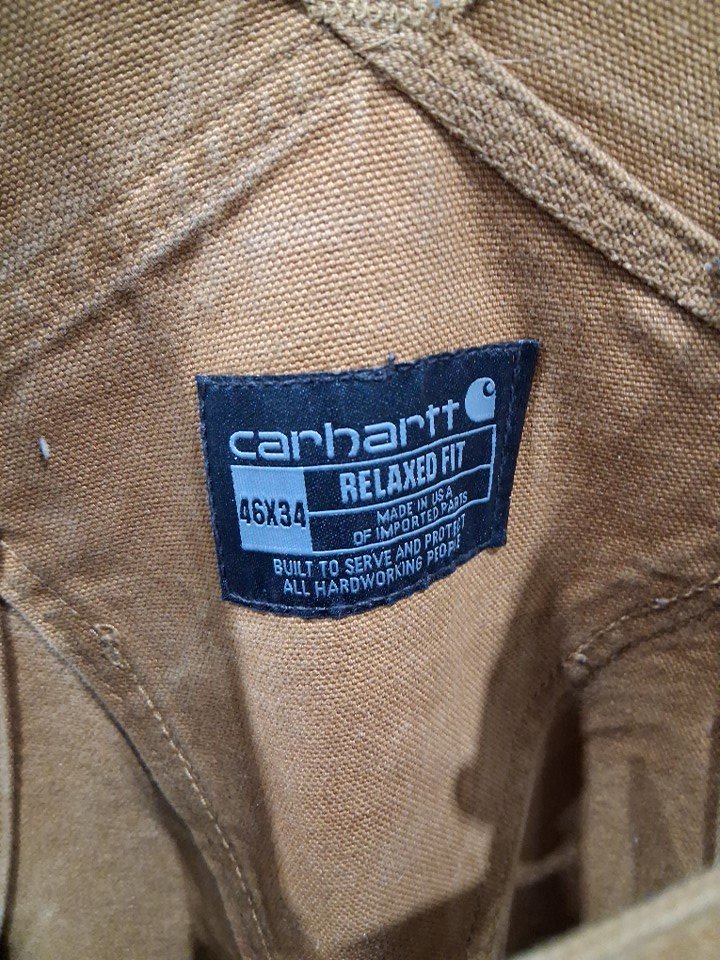 carhartt
RELAXED FIT
46X34
MADE IN USA
OF IMPORTED PARTS
BUILT TO SERVE AND PROTECT
ALL HARDWORKING PEOPLE